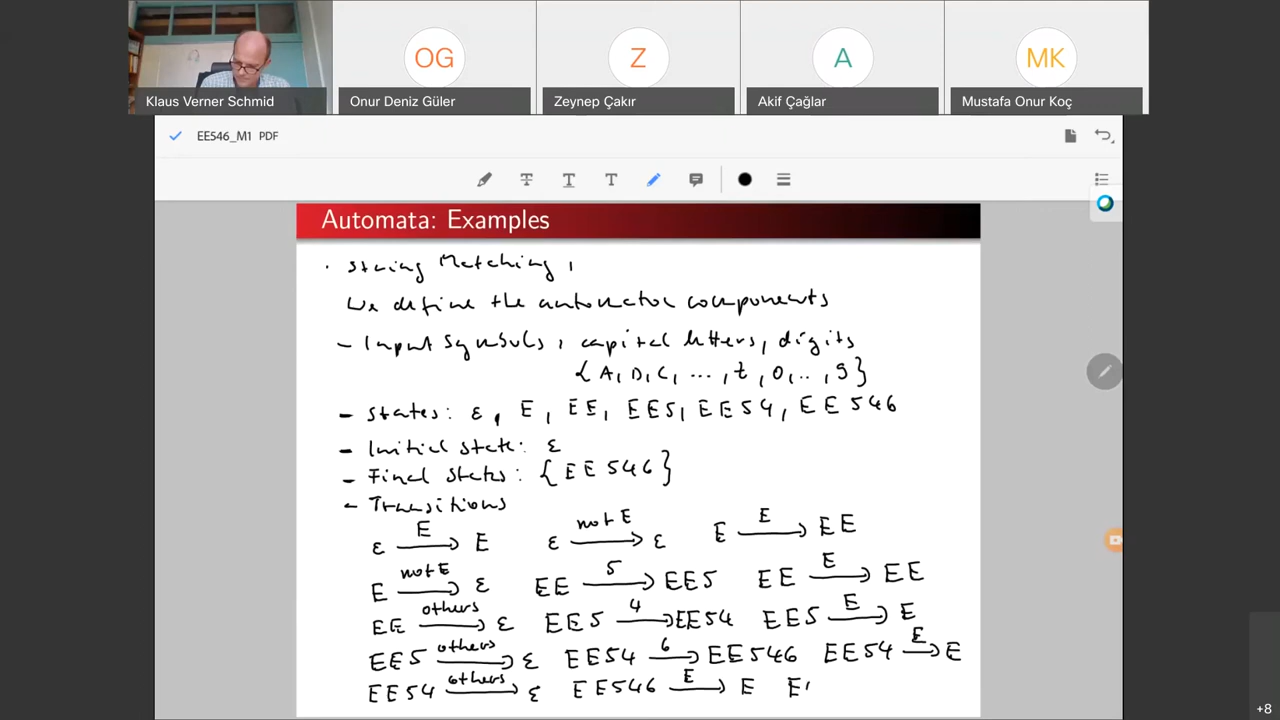 OG Z A MK
Klaus Verner Schmid Onur Deniz Güler Zeynep Çakır Akif Çağlar Mustafa Onur Koç
EE546_M1 PDF
Automata: Examples
· String Matching :
We define the automaton components
- Input Symbols : capital letters, digits
{A, B, C, ..., Z, 0, .., 9}
- States: ε, E, EE, EE5, EE54, EE546
- Initial state: ε
- Final States: {EE546}
- Transitions
ε —E→ E ε —not E→ ε E —E→ EE
E —not E→ ε EE —5→ EE5 EE —E→ EE
EE —others→ ε EE5 —4→ EE54 EE5 —E→ E
EE5 —others→ ε EE54 —6→ EE546 EE54 —E→ E
EE54 —others→ ε EE546 —E→ E E
+8